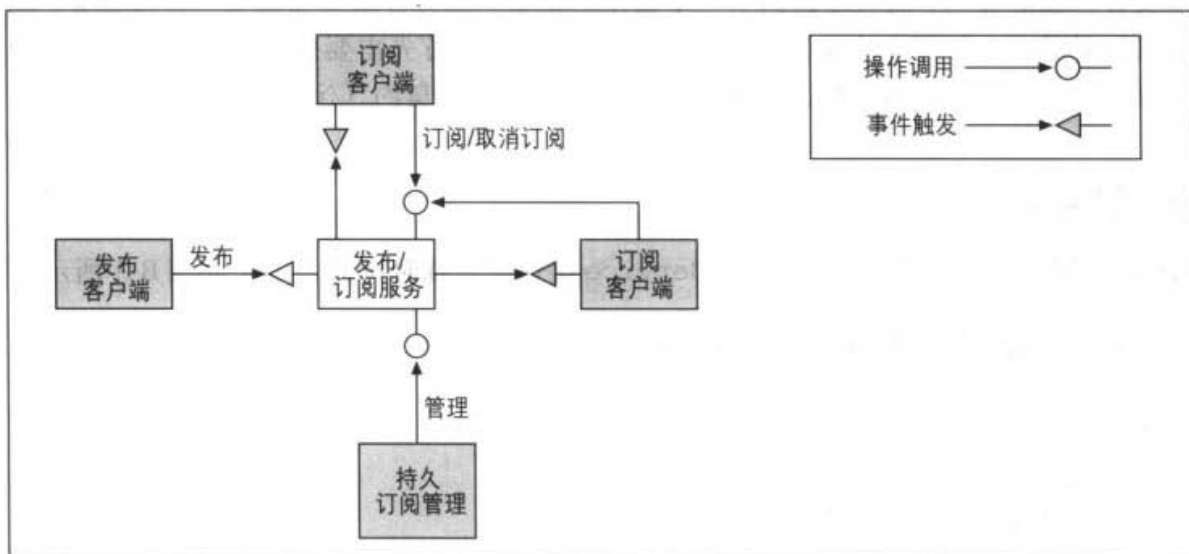 订阅
客户端
操作调用
事件触发
订阅/取消订阅
发布
客户端
发布
发布/
订阅服务
订阅
客户端
管理
持久
订阅管理